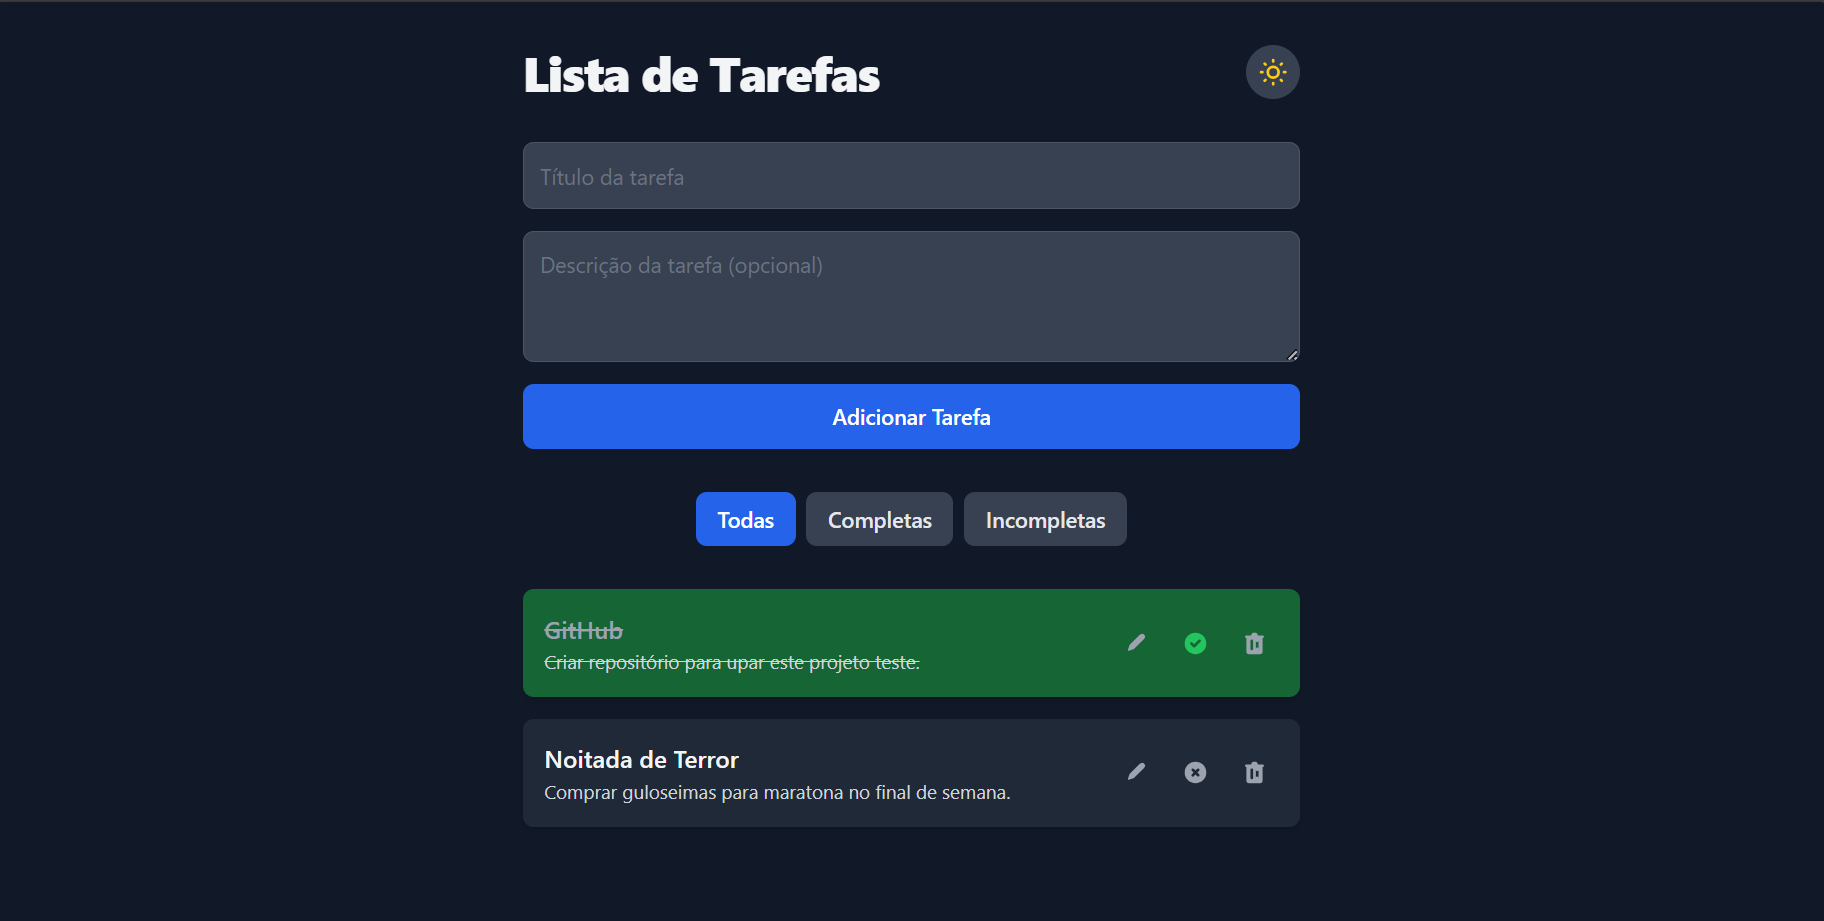 Lista de Tarefas
Título da tarefa
Descrição da tarefa (opcional)
Adicionar Tarefa
Todas Completas Incompletas
GitHub
Criar repositório para upar este projeto teste.
Noitada de Terror
Comprar guloseimas para maratona no final de semana.